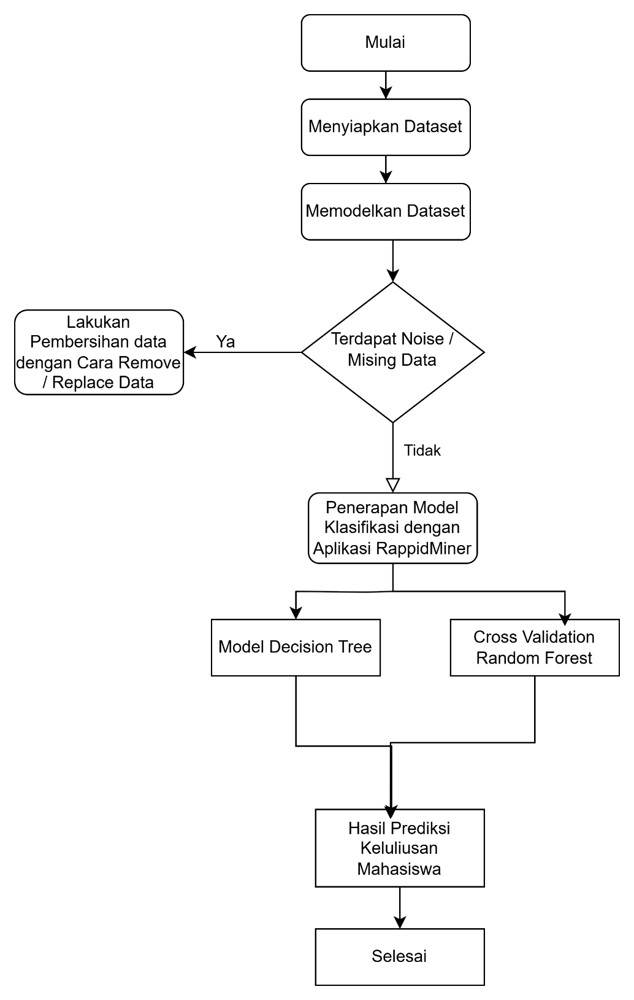 Mulai
Menyiapkan Dataset
Memodelkan Dataset
Terdapat Noise /
Mising Data
Ya
Lakukan
Pembersihan data
dengan Cara Remove
/ Replace Data
Tidak
Penerapan Model
Klasifikasi dengan
Aplikasi RappidMiner
Model Decision Tree
Cross Validation
Random Forest
Hasil Prediksi
Keluliusan
Mahasiswa
Selesai